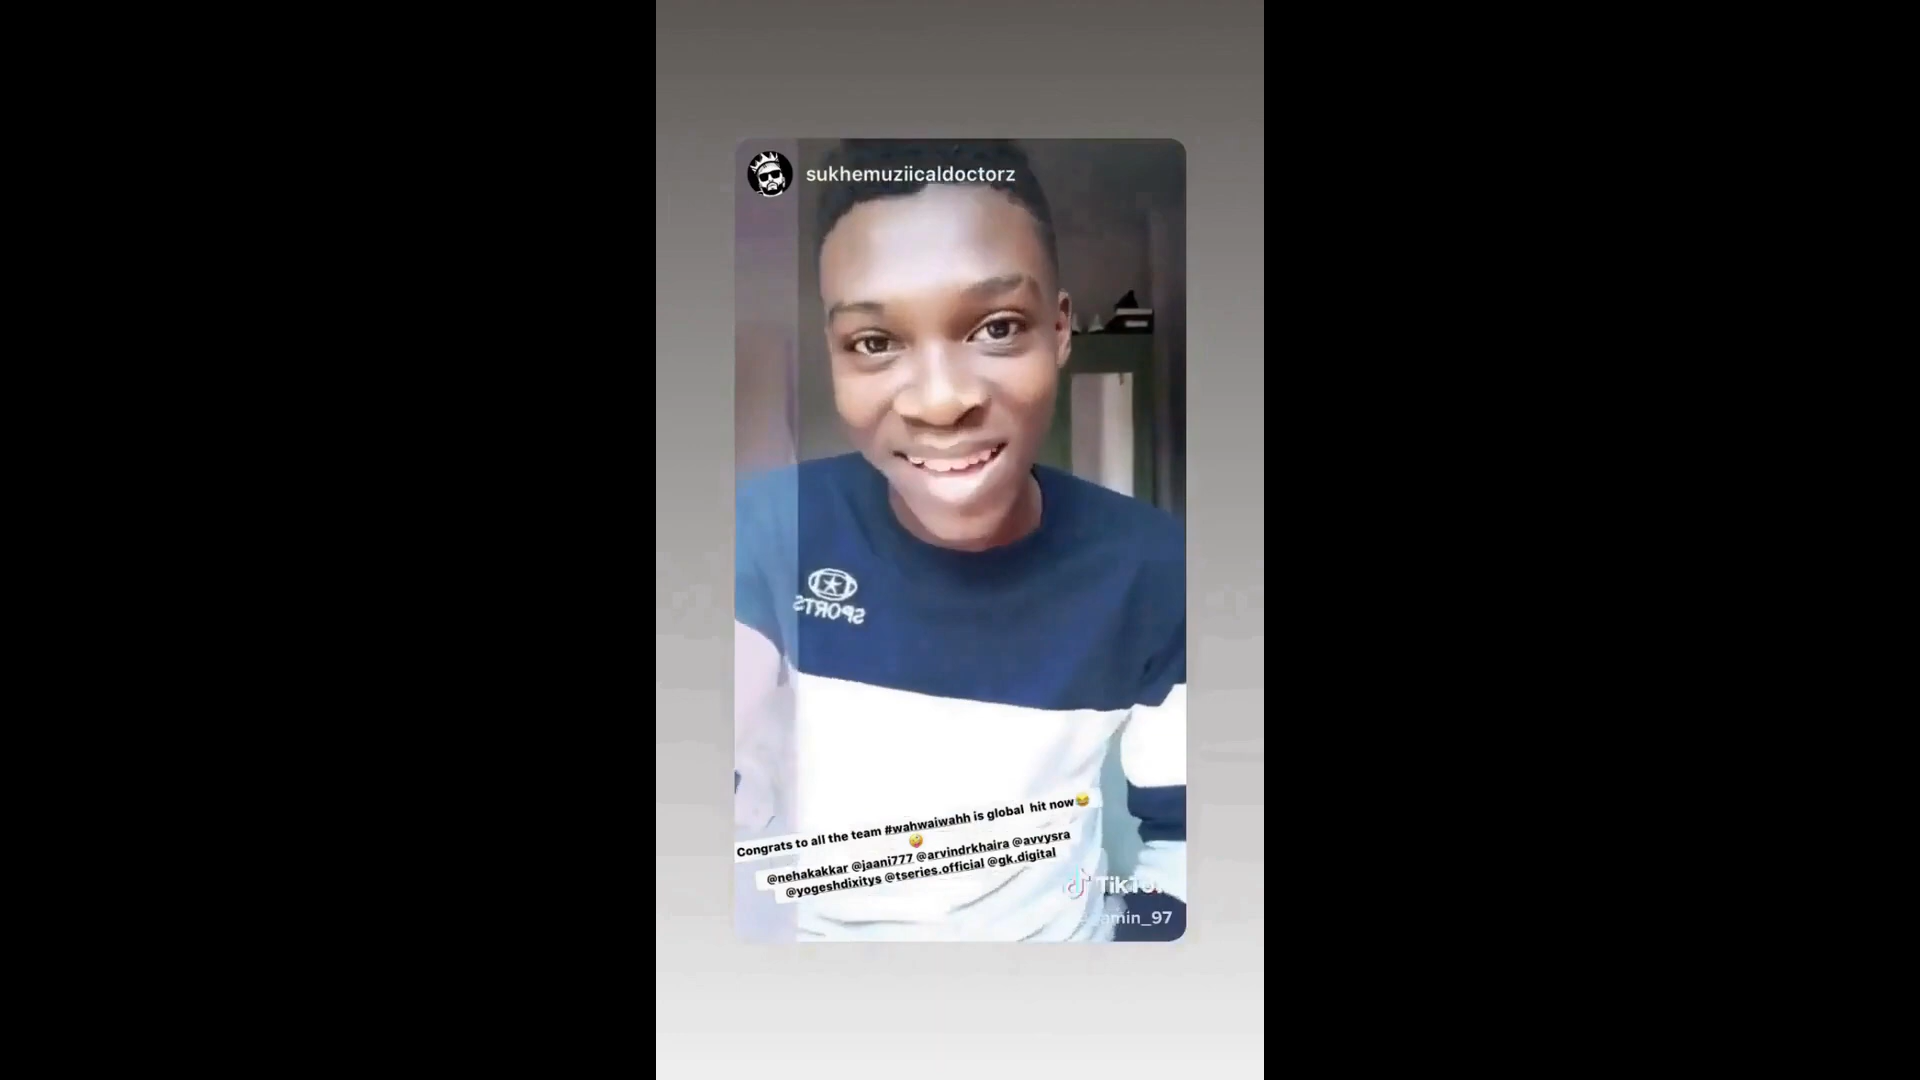 sukhemuziicaldoctorz
SPORTS
Congrats to all the team #wahwaiwahh is global hit now😂
🤪
@nehakakkar @jaani777 @arvindrkhaira @avvysra
@yogeshdixitys @tseries.official @gk.digital
TikTok